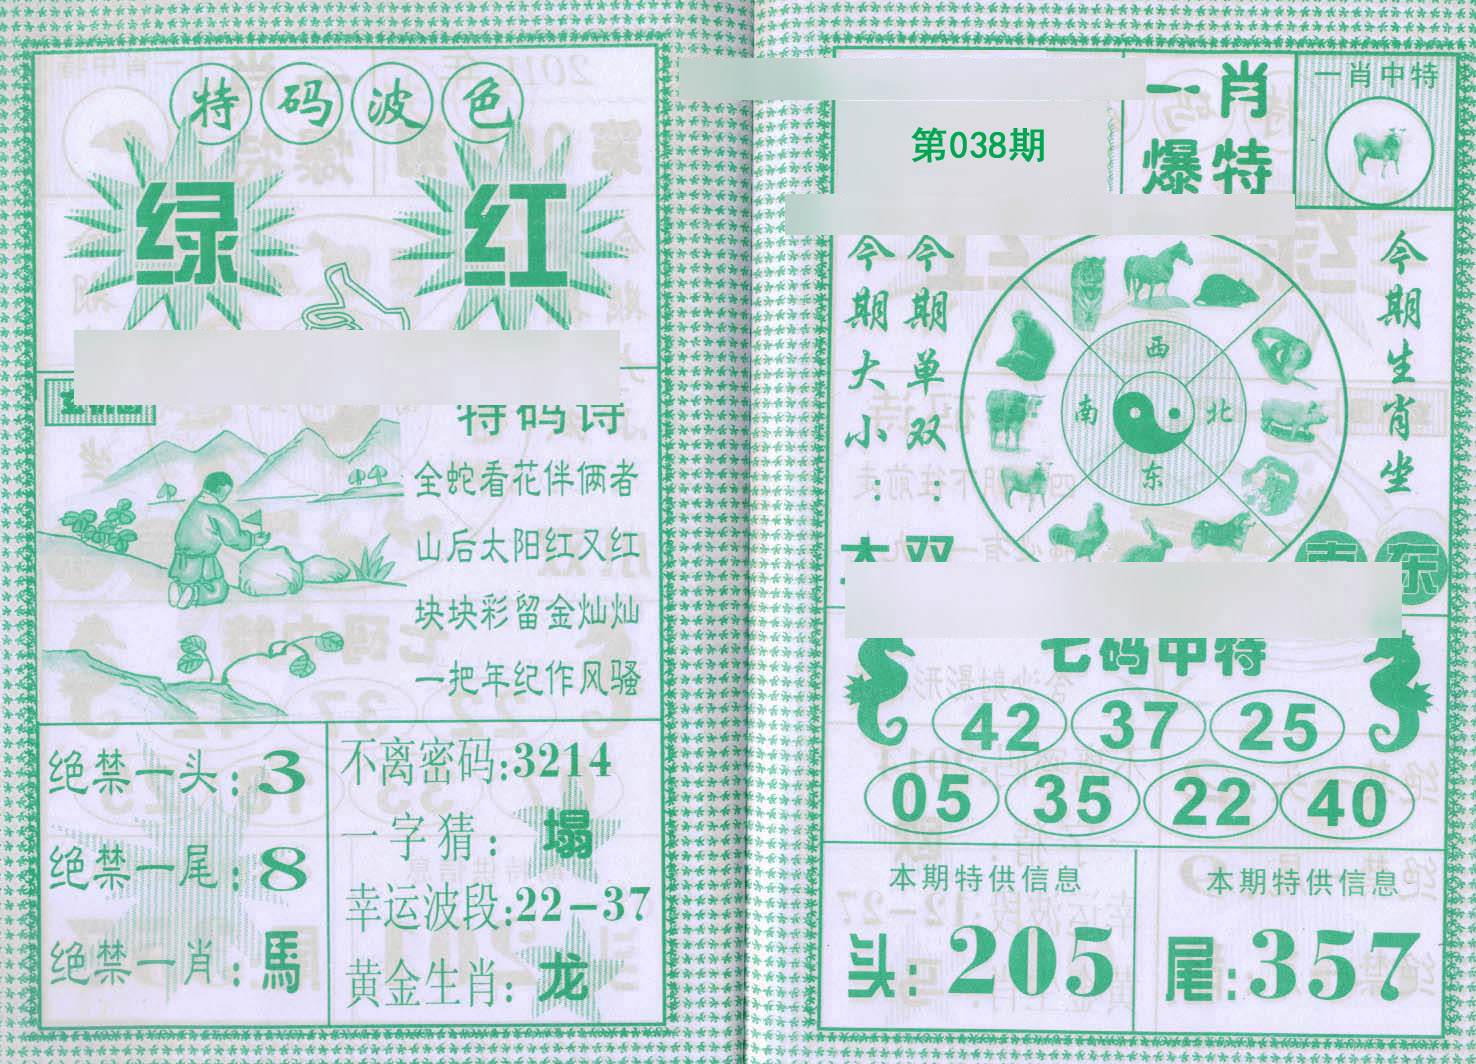 特码波色
绿 红
特码诗
全蛇看花伴俩者
山后太阳红又红
块块彩留金灿灿
一把年纪作风骚
绝禁一头:3
绝禁一尾:8
绝禁一肖:馬
不离密码:3214
一字猜:塌
幸运波段:22-37
黄金生肖:龙
第038期
一肖
爆特
一肖中特
今期大小:大
今期单双:双
西
南 北
东
今期生肖坐
东
七码中特
42 37 25
05 35 22 40
本期特供信息
头:205
本期特供信息
尾:357